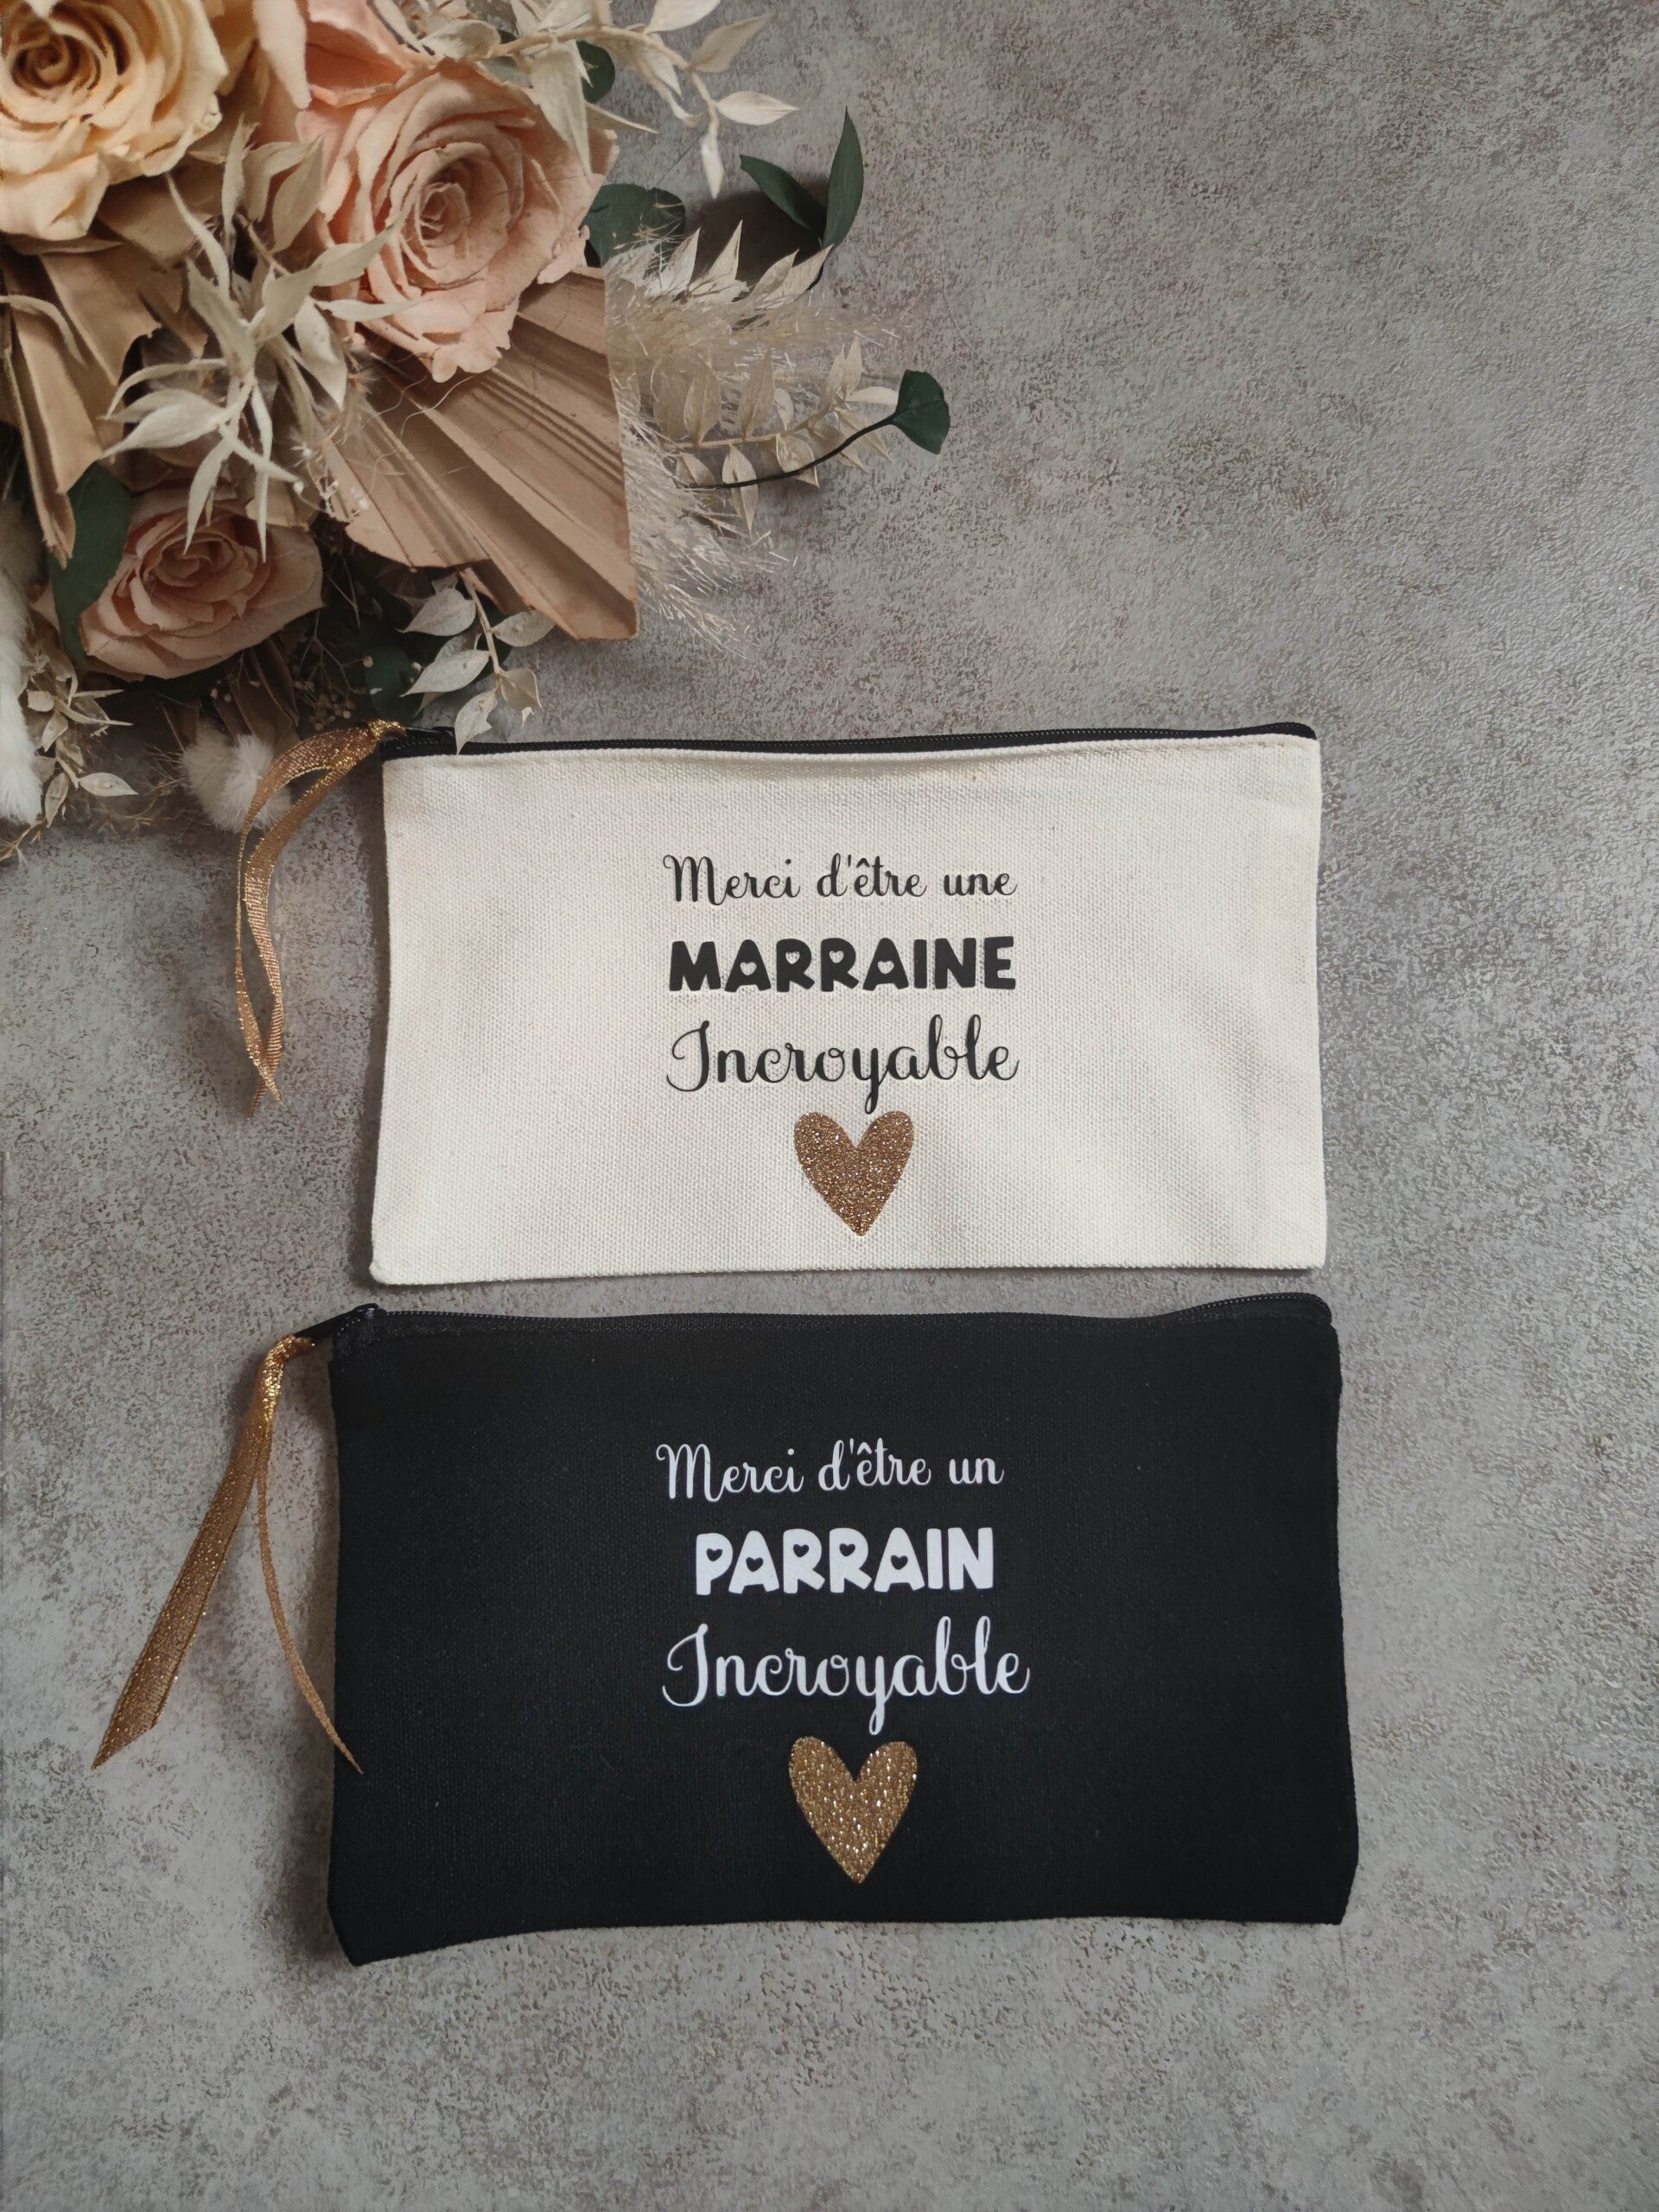 Merci d'être une
MARRAINE
Incroyable
Merci d'être un
PARRAIN
Incroyable